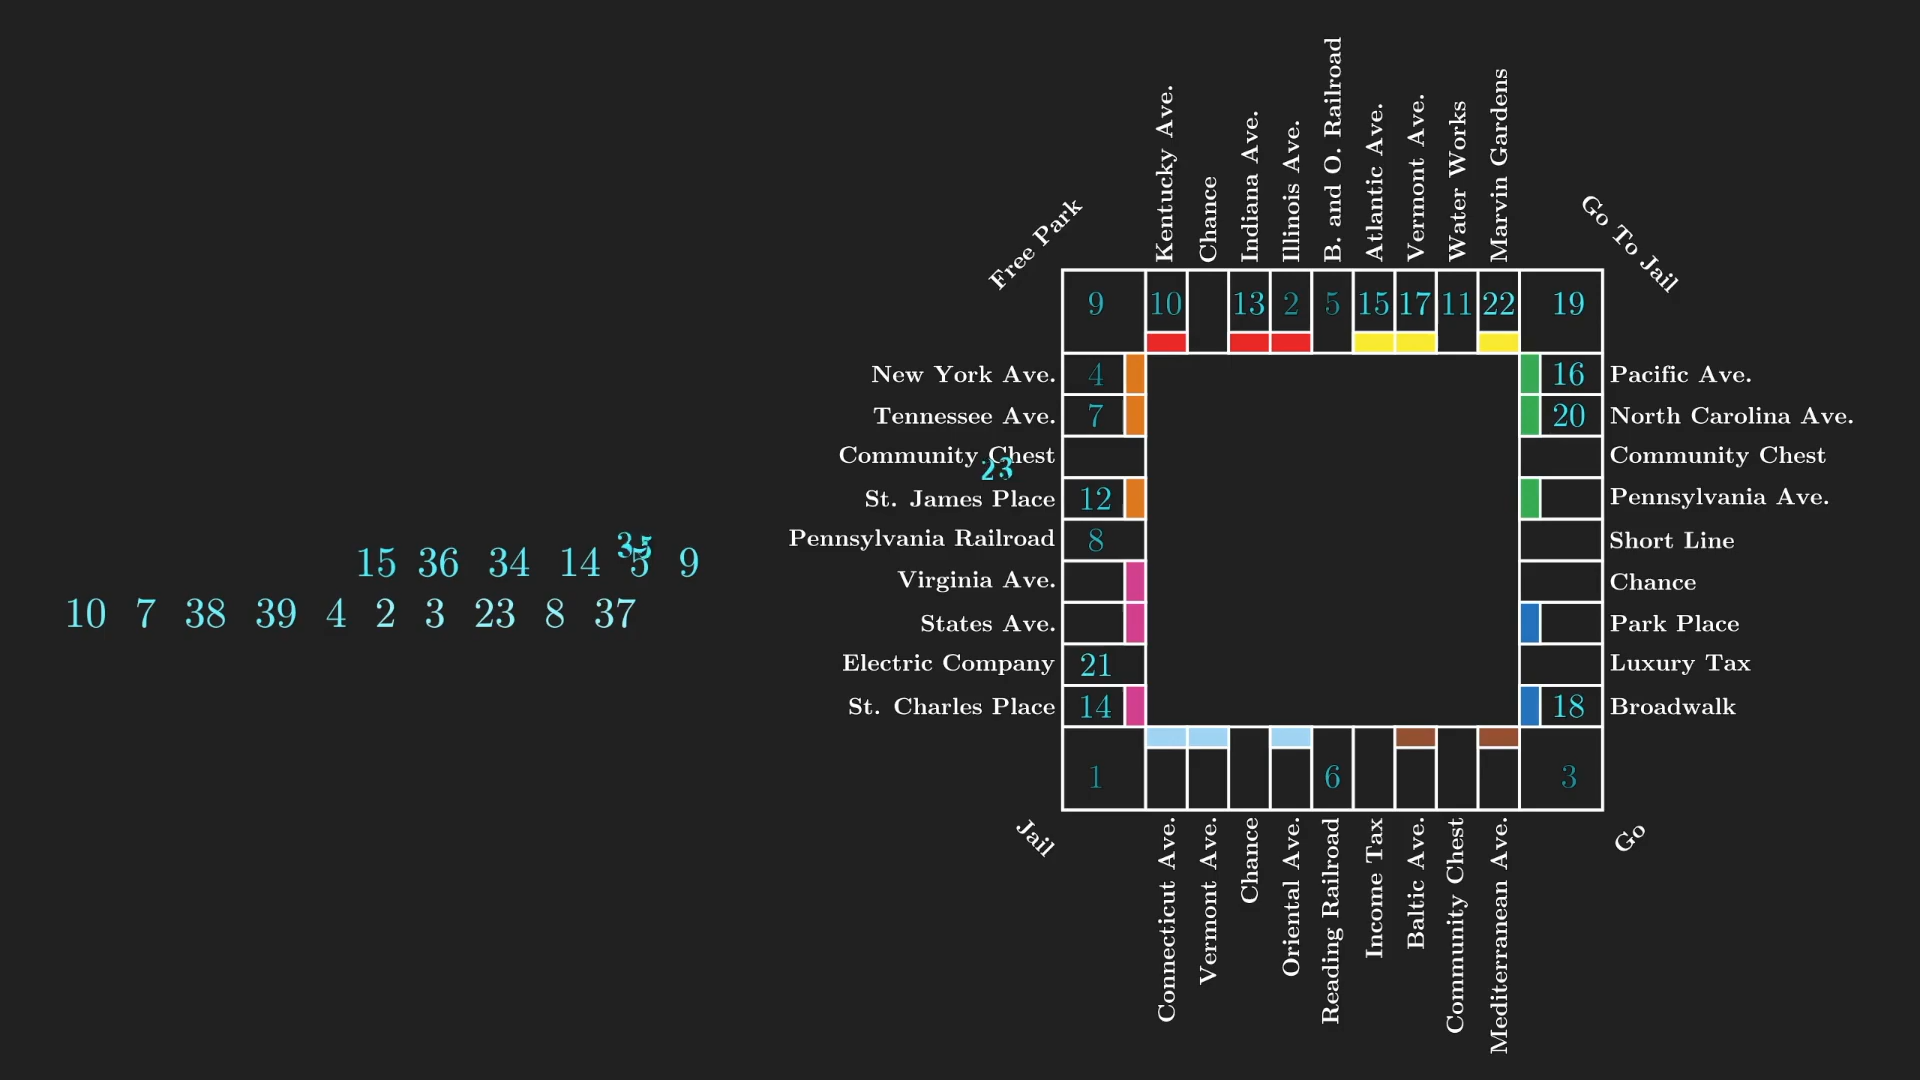 Kentucky Ave.
Chance
Indiana Ave.
Illinois Ave.
B. and O. Railroad
Atlantic Ave.
Vermont Ave.
Water Works
Marvin Gardens
Free Park
Go To Jail
9 10 13 2 5 15 17 11 22 19
New York Ave. 4 16 Pacific Ave.
Tennessee Ave. 7 20 North Carolina Ave.
Community Chest Community Chest
23
St. James Place 12 Pennsylvania Ave.
Pennsylvania Railroad 8 Short Line
15 36 34 14 5 9
Virginia Ave. Chance
10 7 38 39 4 2 3 23 8 37
States Ave. Park Place
Electric Company 21 Luxury Tax
St. Charles Place 14 18 Broadwalk
1 6 3
Jail
Go
Connecticut Ave.
Vermont Ave.
Chance
Oriental Ave.
Reading Railroad
Income Tax
Baltic Ave.
Community Chest
Mediterranean Ave.